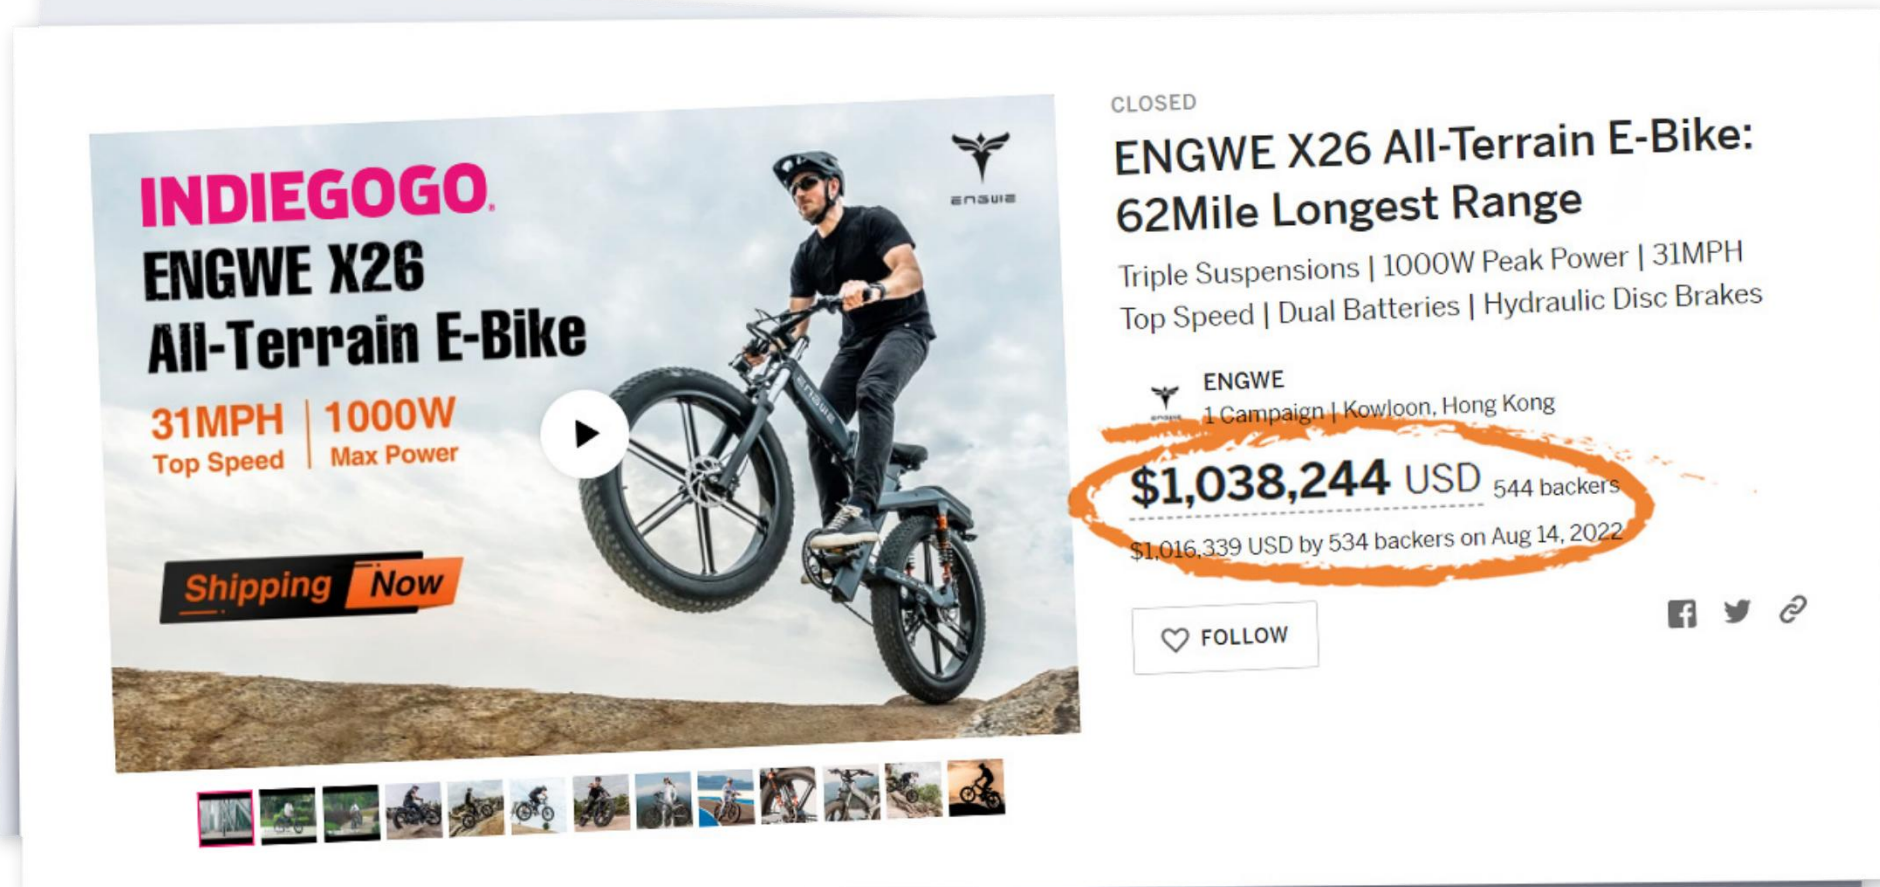 INDIEGOGO.
ENGWE X26
All-Terrain E-Bike
31MPH
Top Speed
1000W
Max Power
Shipping Now
ENGWE
CLOSED
ENGWE X26 All-Terrain E-Bike:
62Mile Longest Range
Triple Suspensions | 1000W Peak Power | 31MPH
Top Speed | Dual Batteries | Hydraulic Disc Brakes
ENGWE
1 Campaign | Kowloon, Hong Kong
$1,038,244 USD 544 backers
$1,016,339 USD by 534 backers on Aug 14, 2022
FOLLOW